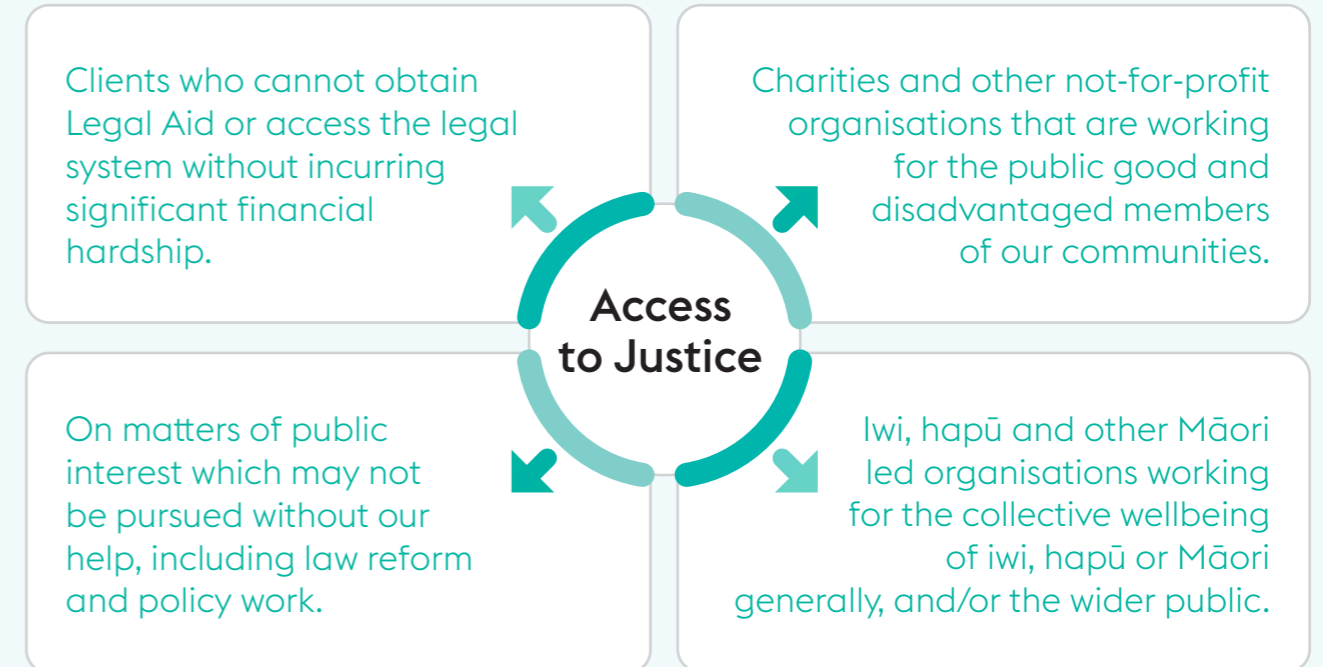 Clients who cannot obtain
Legal Aid or access the legal
system without incurring
significant financial
hardship.
Charities and other not-for-profit
organisations that are working
for the public good and
disadvantaged members
of our communities.
Access
to Justice
On matters of public
interest which may not
be pursued without our
help, including law reform
and policy work.
Iwi, hapū and other Māori
led organisations working
for the collective wellbeing
of iwi, hapū or Māori
generally, and/or the wider public.